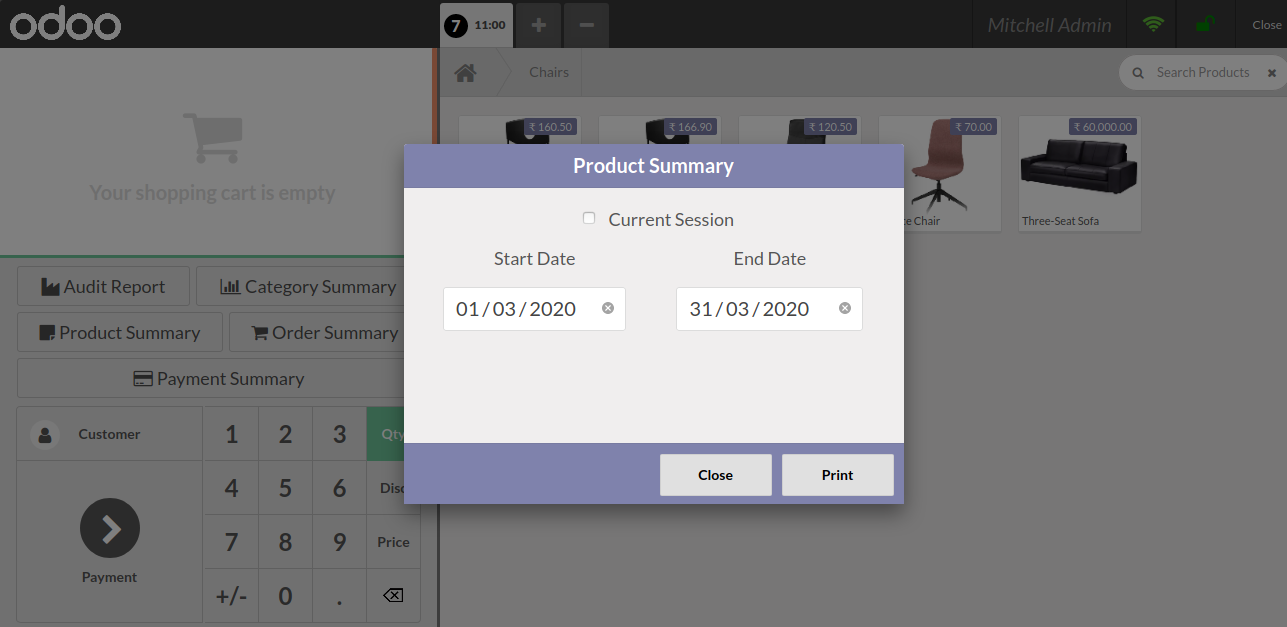 odoo
7 11:00
Mitchell Admin
Close
Chairs
Search Products
₹ 160.50
₹ 166.90
₹ 120.50
₹ 70.00
₹ 60,000.00
Chair
Three-Seat Sofa
Your shopping cart is empty
Audit Report
Category Summary
Product Summary
Order Summary
Payment Summary
Customer
1 2 3 Qty
4 5 6
7 8 9 Price
+/- 0 .
Payment
Product Summary
Current Session
Start Date
End Date
01/03/2020
31/03/2020
Close
Print